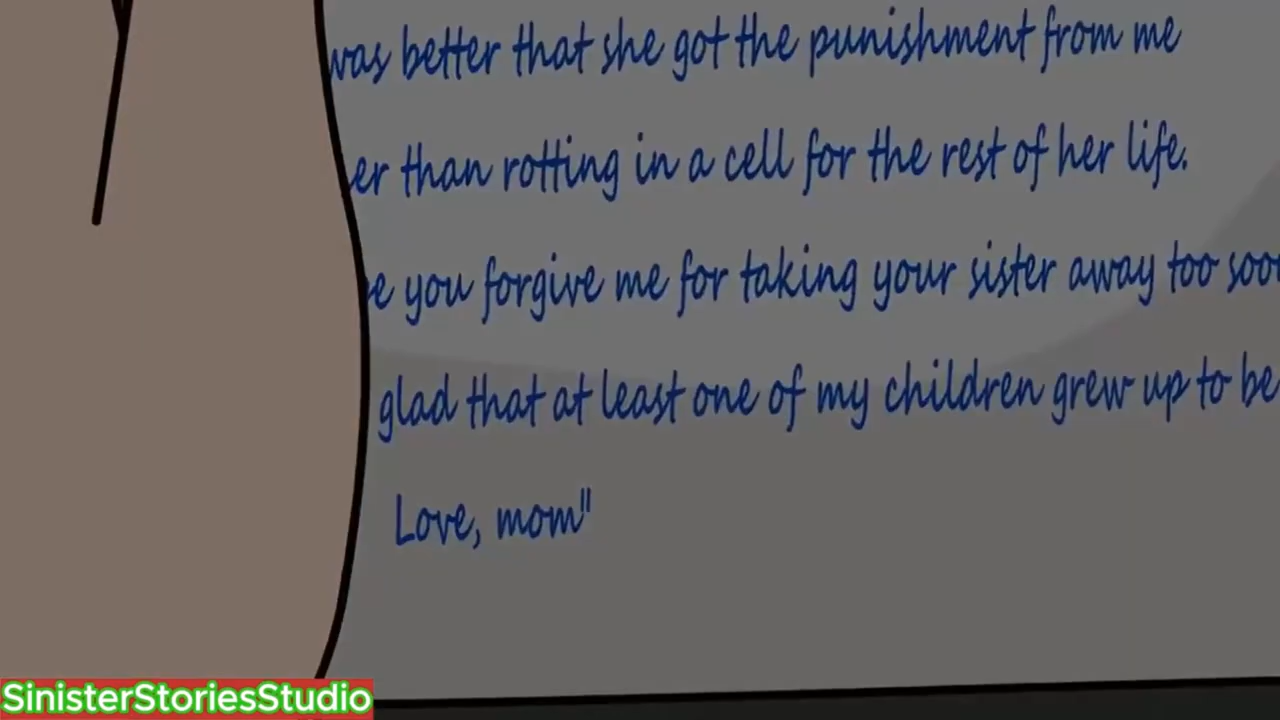 was better that she got the punishment from me
er than rotting in a cell for the rest of her life.
e you forgive me for taking your sister away too soo
glad that at least one of my children grew up to be
Love, mom"
SinisterStoriesStudio